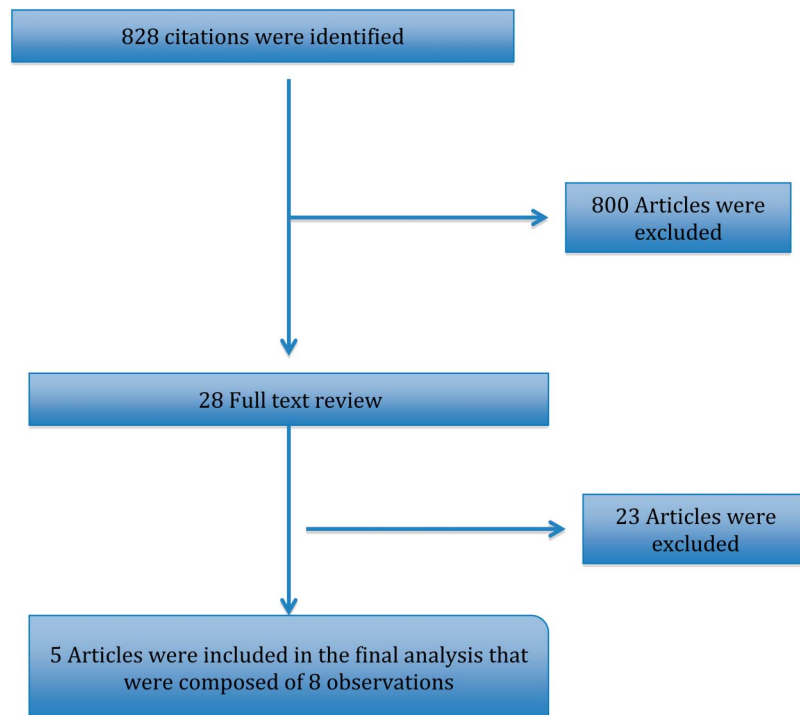 828 citations were identified
800 Articles were
excluded
28 Full text review
23 Articles were
excluded
5 Articles were included in the final analysis that
were composed of 8 observations